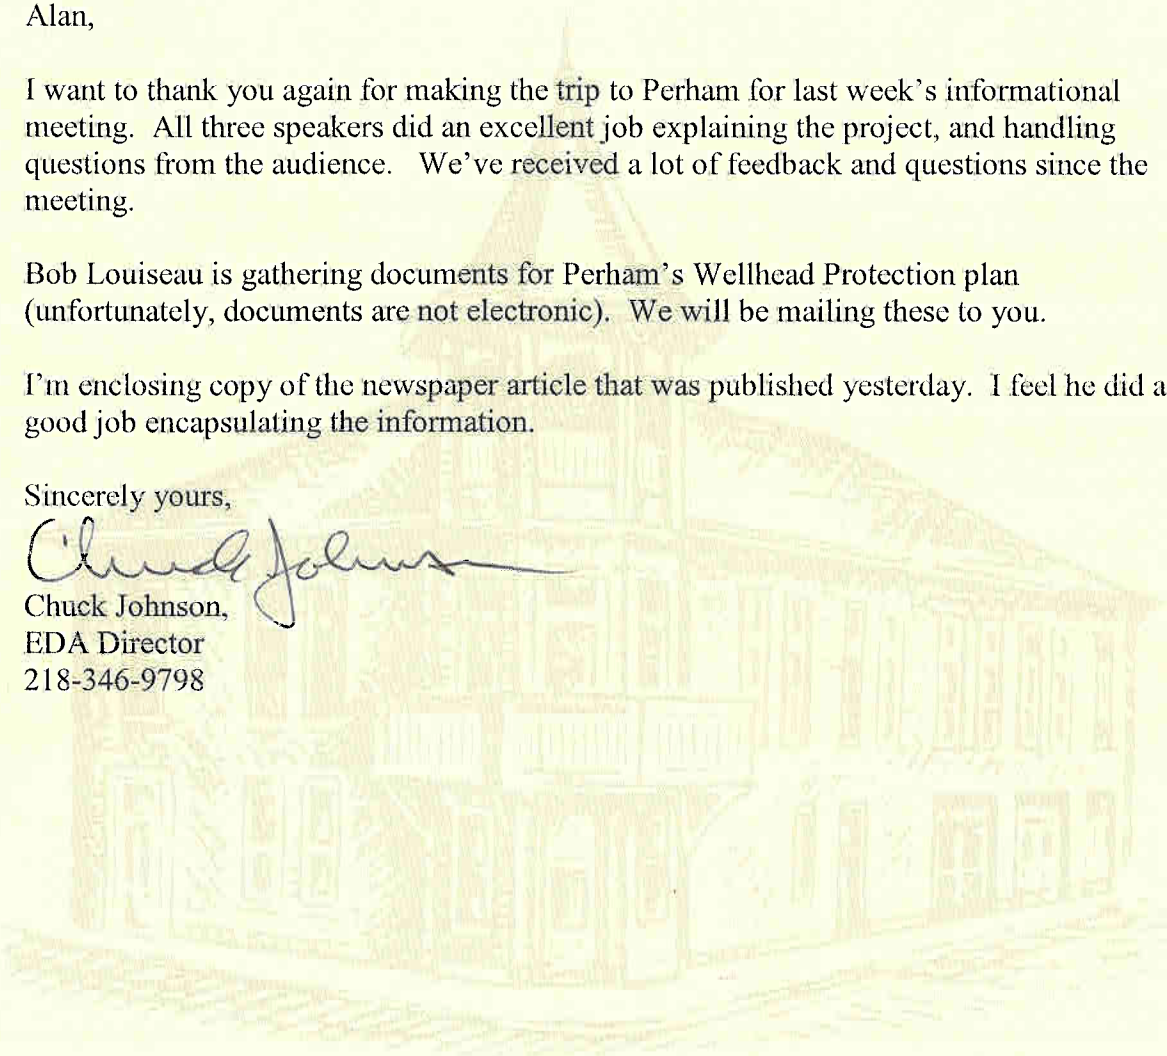 Alan,
I want to thank you again for making the trip to Perham for last week's informational
meeting. All three speakers did an excellent job explaining the project, and handling
questions from the audience. We've received a lot of feedback and questions since the
meeting.
Bob Louiseau is gathering documents for Perham's Wellhead Protection plan
(unfortunately, documents are not electronic). We will be mailing these to you.
I'm enclosing copy of the newspaper article that was published yesterday. I feel he did a
good job encapsulating the information.
Sincerely yours,
Chuck Johnson
Chuck Johnson,
EDA Director
218-346-9798